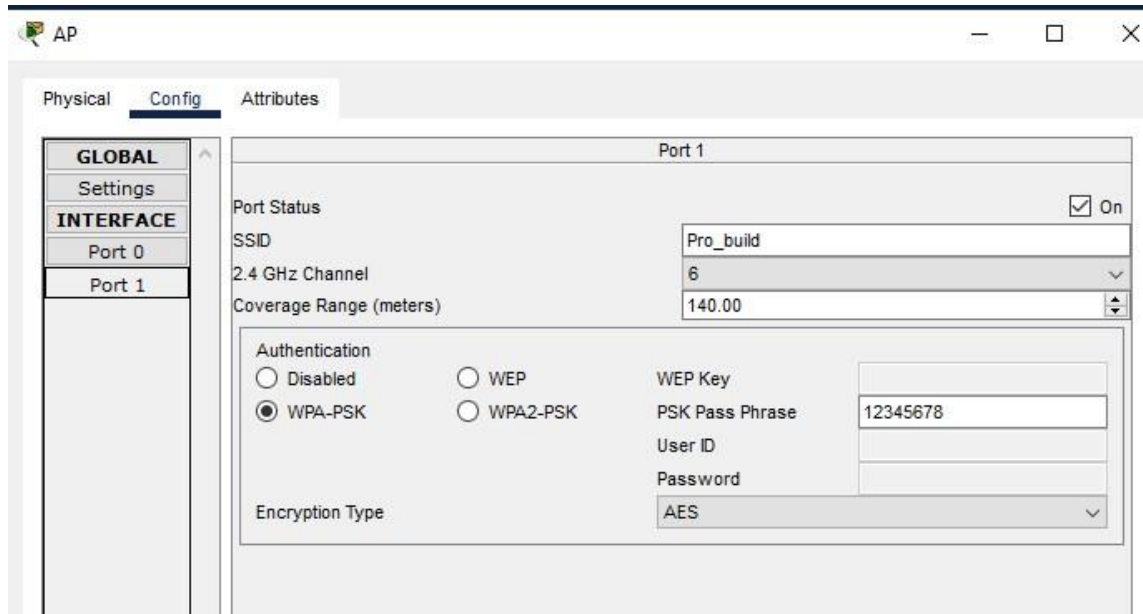 AP
Physical Config Attributes
GLOBAL
Settings
INTERFACE
Port 0
Port 1
Port 1
Port Status On
SSID Pro_build
2.4 GHz Channel 6
Coverage Range (meters) 140.00
Authentication
Disabled WEP WEP Key
WPA-PSK WPA2-PSK PSK Pass Phrase 12345678
User ID
Password
Encryption Type AES